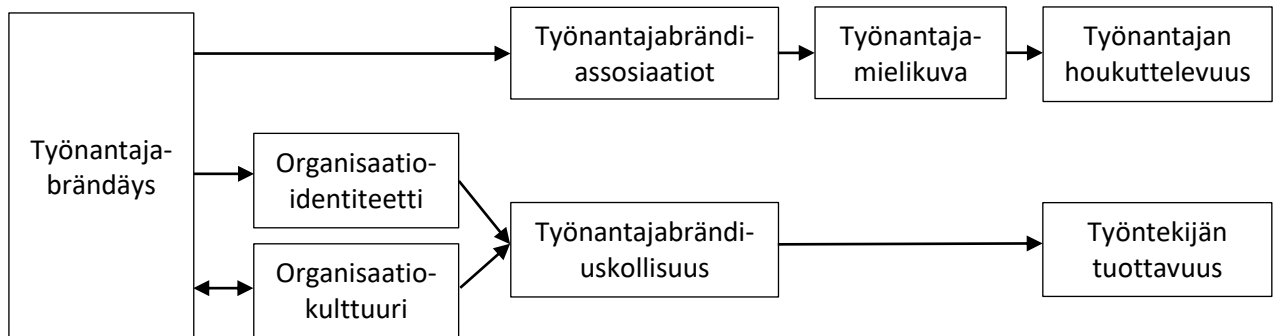 Työnantaja-
brändäys
Työnantajabrändi-
assosiaatiot
Työnantaja-
mielikuva
Työnantajan
houkuttelevuus
Organisaatio-
identiteetti
Organisaatio-
kulttuuri
Työnantajabrändi-
uskollisuus
Työntekijän
tuottavuus